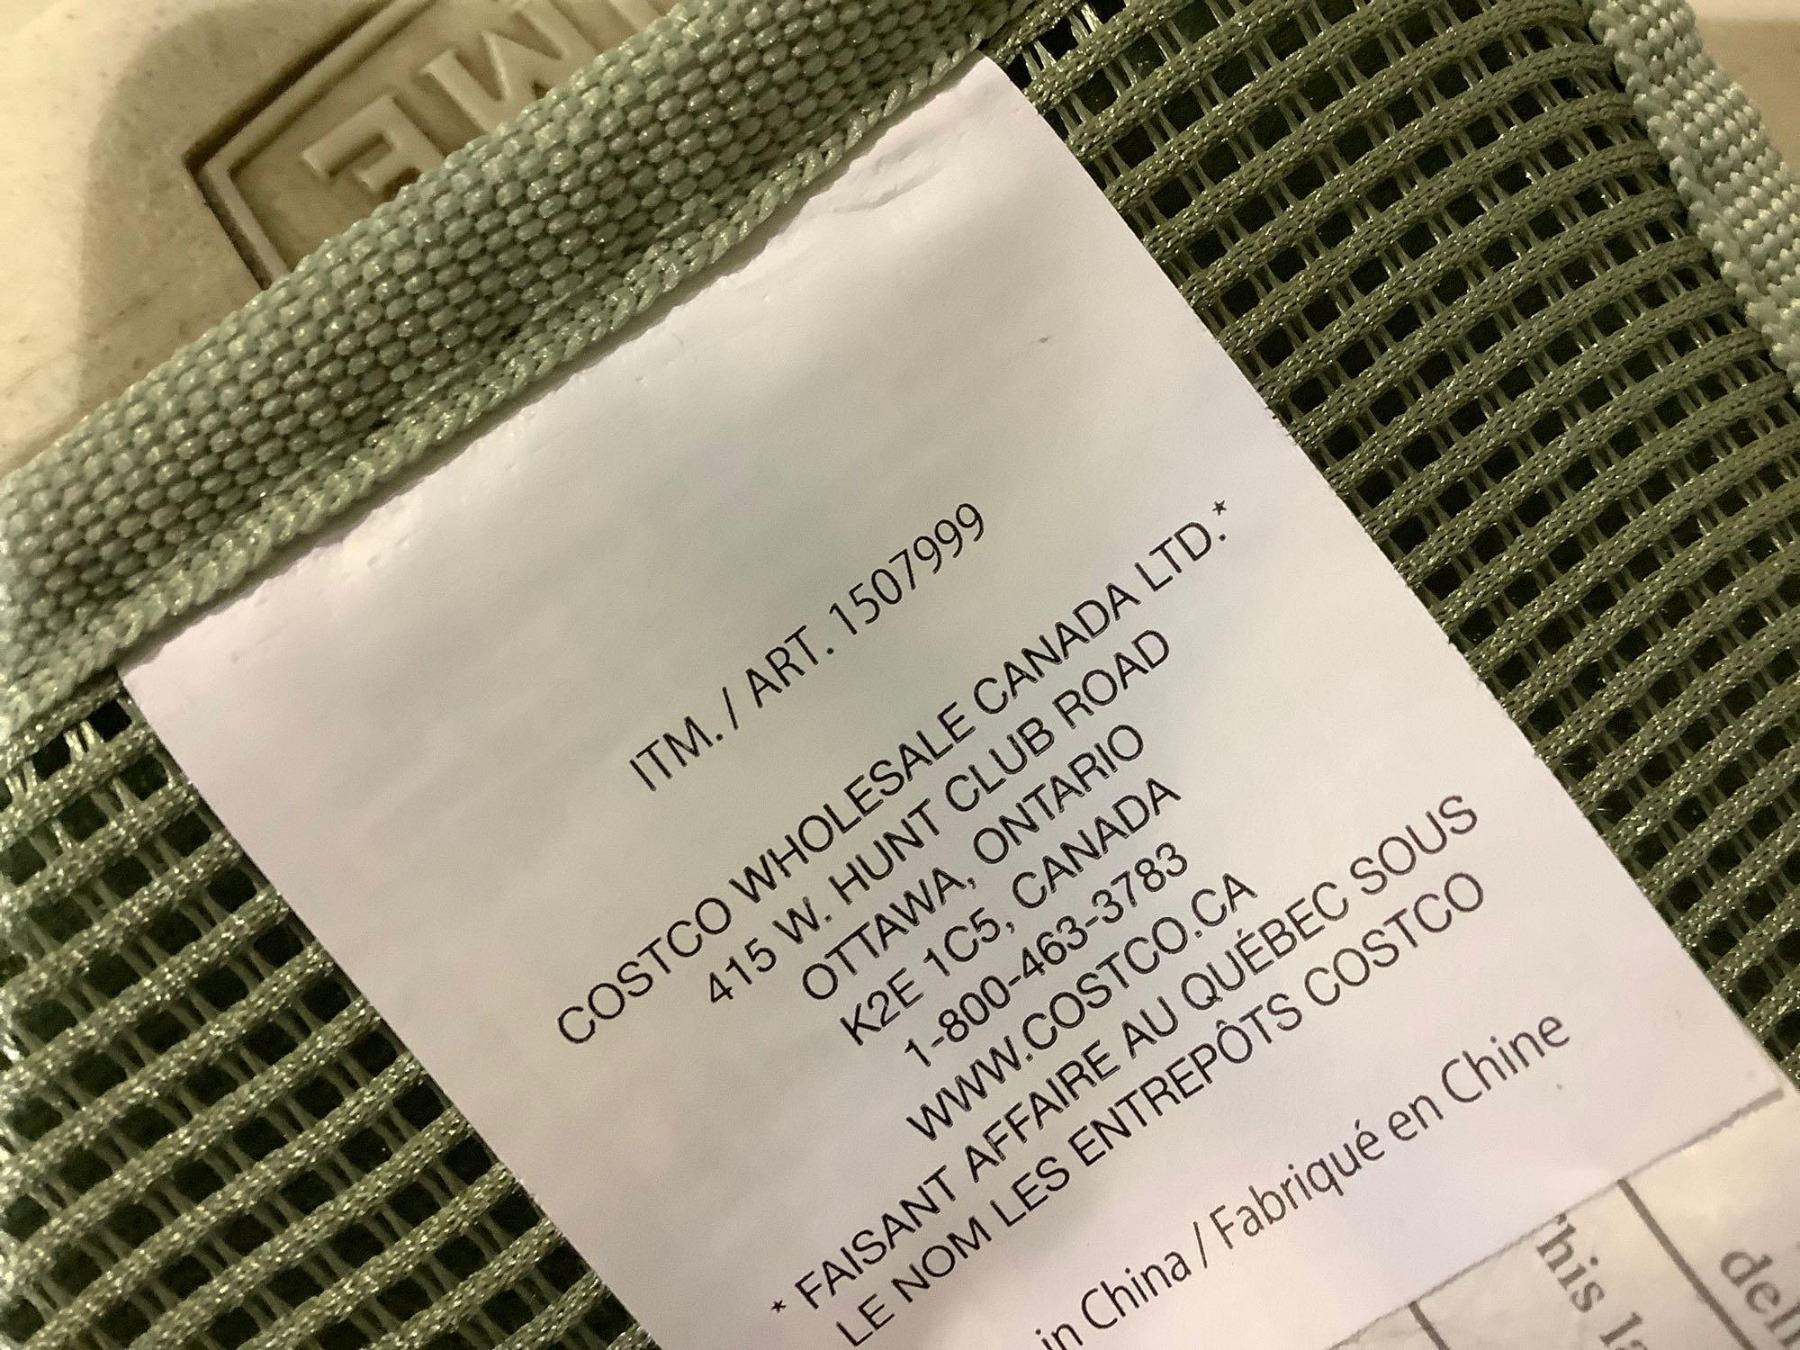 ITM. / ART. 1507999
COSTCO WHOLESALE CANADA LTD.*
415 W. HUNT CLUB ROAD
OTTAWA, ONTARIO
K2E 1C5, CANADA
1-800-463-3783
WWW.COSTCO.CA
* FAISANT AFFAIRE AU QUÉBEC SOUS
LE NOM LES ENTREPÔTS COSTCO
in China / Fabriqué en Chine